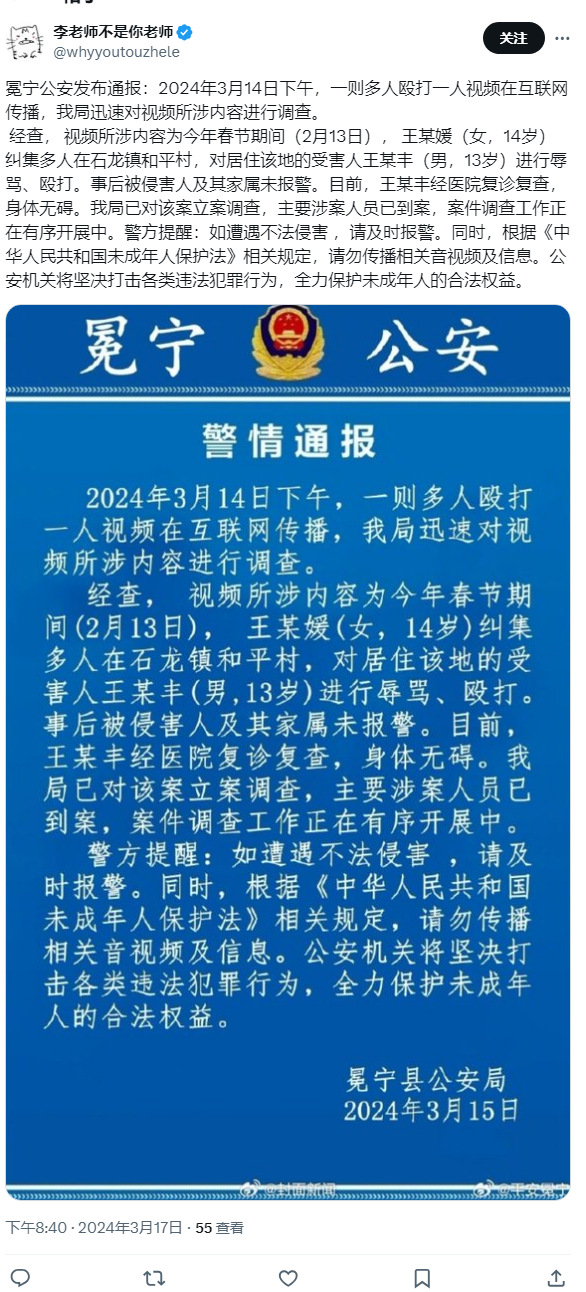 李老师不是你老师
@whyyoutouzhele
关注
冕宁公安发布通报：2024年3月14日下午，一则多人殴打一人视频在互联网
传播，我局迅速对视频所涉内容进行调查。
经查， 视频所涉内容为今年春节期间（2月13日）， 王某媛（女，14岁）
纠集多人在石龙镇和平村，对居住该地的受害人王某丰（男，13岁）进行辱
骂、殴打。事后被侵害人及其家属未报警。目前，王某丰经医院复诊复查，
身体无碍。我局已对该案立案调查，主要涉案人员已到案，案件调查工作正
在有序开展中。警方提醒：如遭遇不法侵害 ，请及时报警。同时，根据《中
华人民共和国未成年人保护法》相关规定，请勿传播相关音视频及信息。公
安机关将坚决打击各类违法犯罪行为，全力保护未成年人的合法权益。
冕宁 公安
警情通报
2024年3月14日下午，一则多人殴打
一人视频在互联网传播，我局迅速对视
频所涉内容进行调查。
经查， 视频所涉内容为今年春节期
间(2月13日)， 王某媛(女，14岁)纠集
多人在石龙镇和平村，对居住该地的受
害人王某丰(男,13岁)进行辱骂、殴打。
事后被侵害人及其家属未报警。目前，
王某丰经医院复诊复查，身体无碍。我
局已对该案立案调查，主要涉案人员已
到案，案件调查工作正在有序开展中。
警方提醒：如遭遇不法侵害 ，请及
时报警。同时，根据《中华人民共和国
未成年人保护法》相关规定，请勿传播
相关音视频及信息。公安机关将坚决打
击各类违法犯罪行为，全力保护未成年
人的合法权益。
冕宁县公安局
2024年3月15日
@封面新闻 @平安冕宁
下午8:40 · 2024年3月17日 · 55 查看